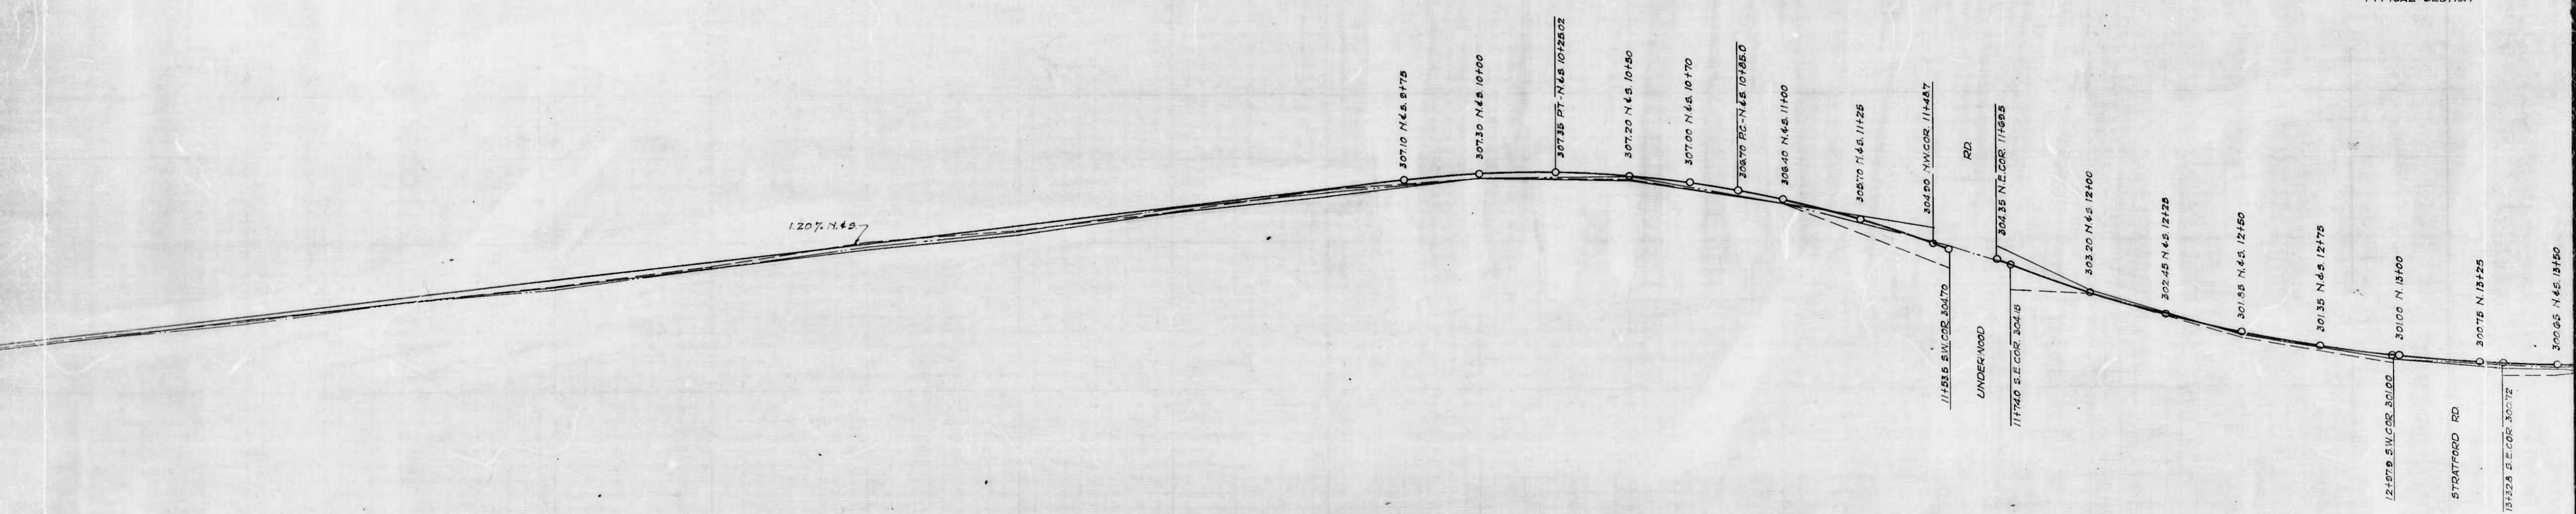 1.20% N.&S.
307.10 N.&S. 9+75
307.30 N.&S. 10+00
307.35 P.T.-N.&S. 10+25.02
307.20 N.&S. 10+50
307.00 N.&S. 10+70
306.70 P.C.-N.&S. 10+85.0
306.40 N.&S. 11+00
305.70 N.&S. 11+25
304.90 N.W.COR. 11+48.7
11+53.5 S.W.COR. 304.70
RD.
UNDERWOOD
304.35 N.E.COR. 11+69.5
11+74.0 S.E.COR. 304.15
303.20 N.&S. 12+00
302.45 N.&S. 12+25
301.85 N.&S. 12+50
301.35 N.&S. 12+75
12+97.9 S.W.COR. 301.00
301.00 N. 13+00
STRATFORD RD.
300.75 N. 13+25
13+32.8 S.E.COR. 300.72
300.65 N.&S. 13+50